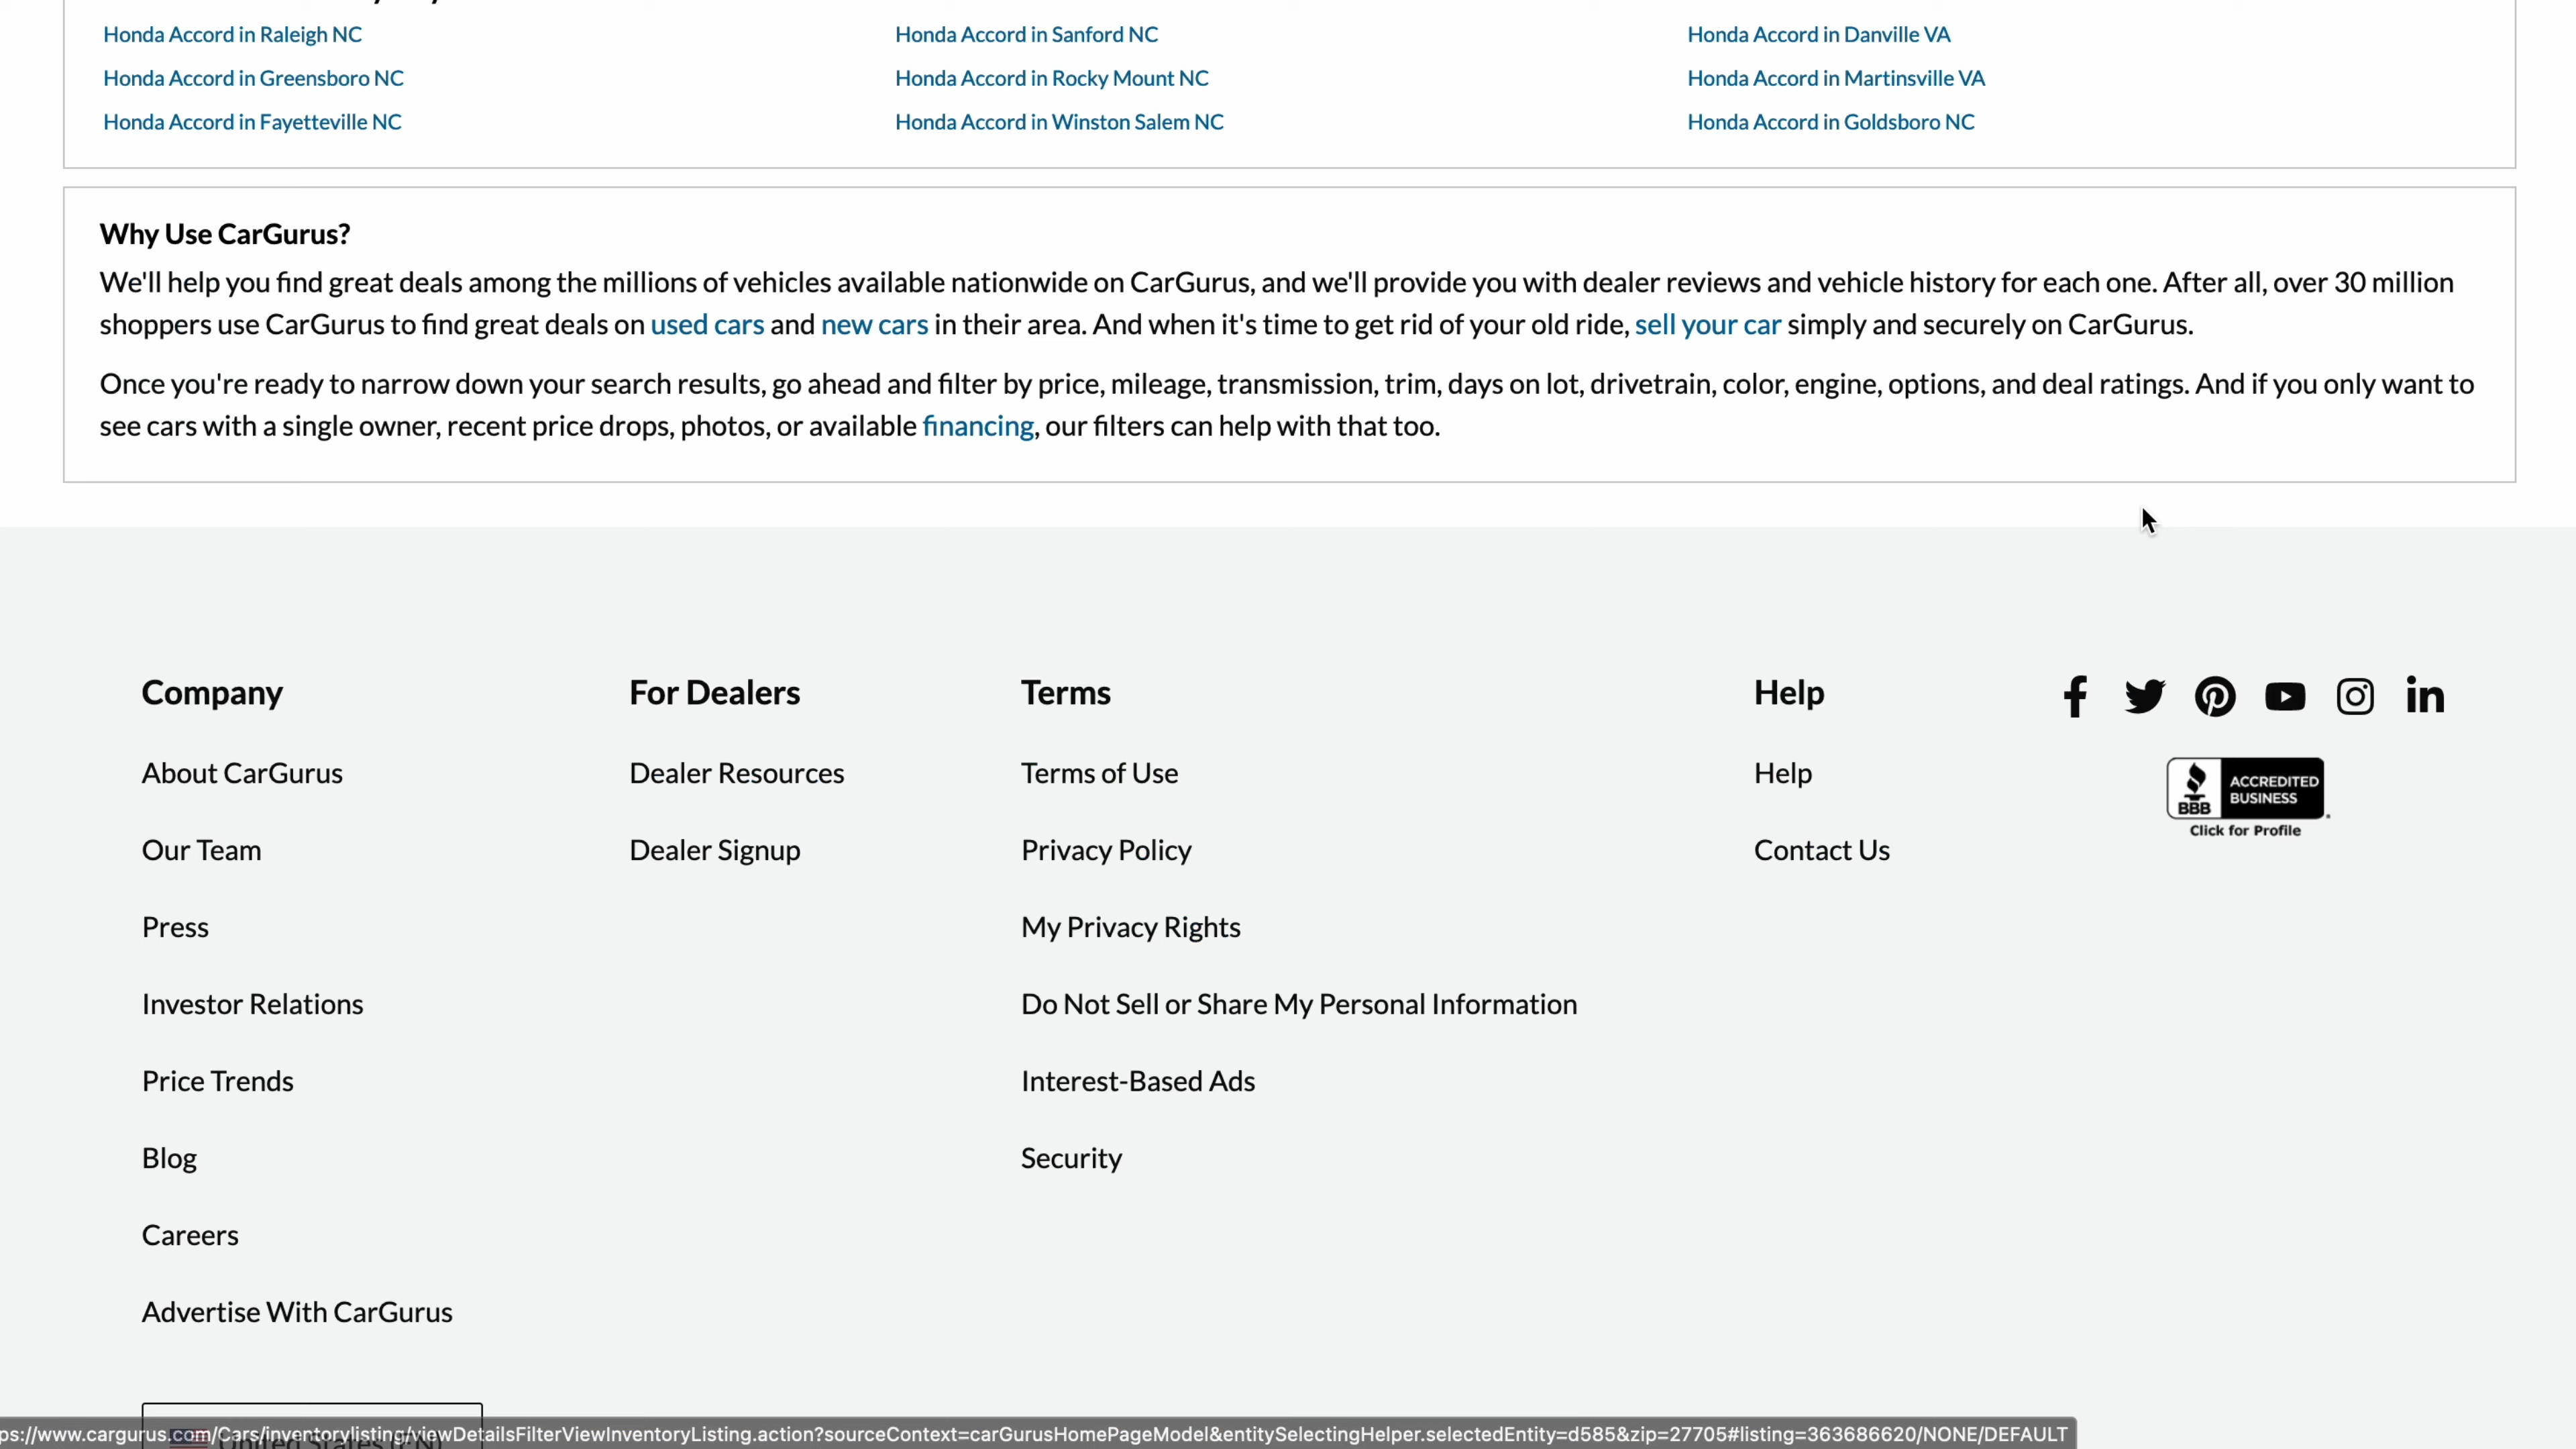 Honda Accord in Raleigh NC
Honda Accord in Sanford NC
Honda Accord in Danville VA
Honda Accord in Greensboro NC
Honda Accord in Rocky Mount NC
Honda Accord in Martinsville VA
Honda Accord in Fayetteville NC
Honda Accord in Winston Salem NC
Honda Accord in Goldsboro NC
Why Use CarGurus?
We'll help you find great deals among the millions of vehicles available nationwide on CarGurus, and we'll provide you with dealer reviews and vehicle history for each one. After all, over 30 million
shoppers use CarGurus to find great deals on used cars and new cars in their area. And when it's time to get rid of your old ride, sell your car simply and securely on CarGurus.
Once you're ready to narrow down your search results, go ahead and filter by price, mileage, transmission, trim, days on lot, drivetrain, color, engine, options, and deal ratings. And if you only want to
see cars with a single owner, recent price drops, photos, or available financing, our filters can help with that too.
Company
About CarGurus
Our Team
Press
Investor Relations
Price Trends
Blog
Careers
Advertise With CarGurus
For Dealers
Dealer Resources
Dealer Signup
Terms
Terms of Use
Privacy Policy
My Privacy Rights
Do Not Sell or Share My Personal Information
Interest-Based Ads
Security
Help
Help
Contact Us
BBB
ACCREDITED
BUSINESS
Click for Profile
United States (EN)
ps://www.cargurus.com/Cars/inventorylisting/viewDetailsFilterViewInventoryListing.action?sourceContext=carGurusHomePageModel&entitySelectingHelper.selectedEntity=d585&zip=27705#listing=363686620/NONE/DEFAULT